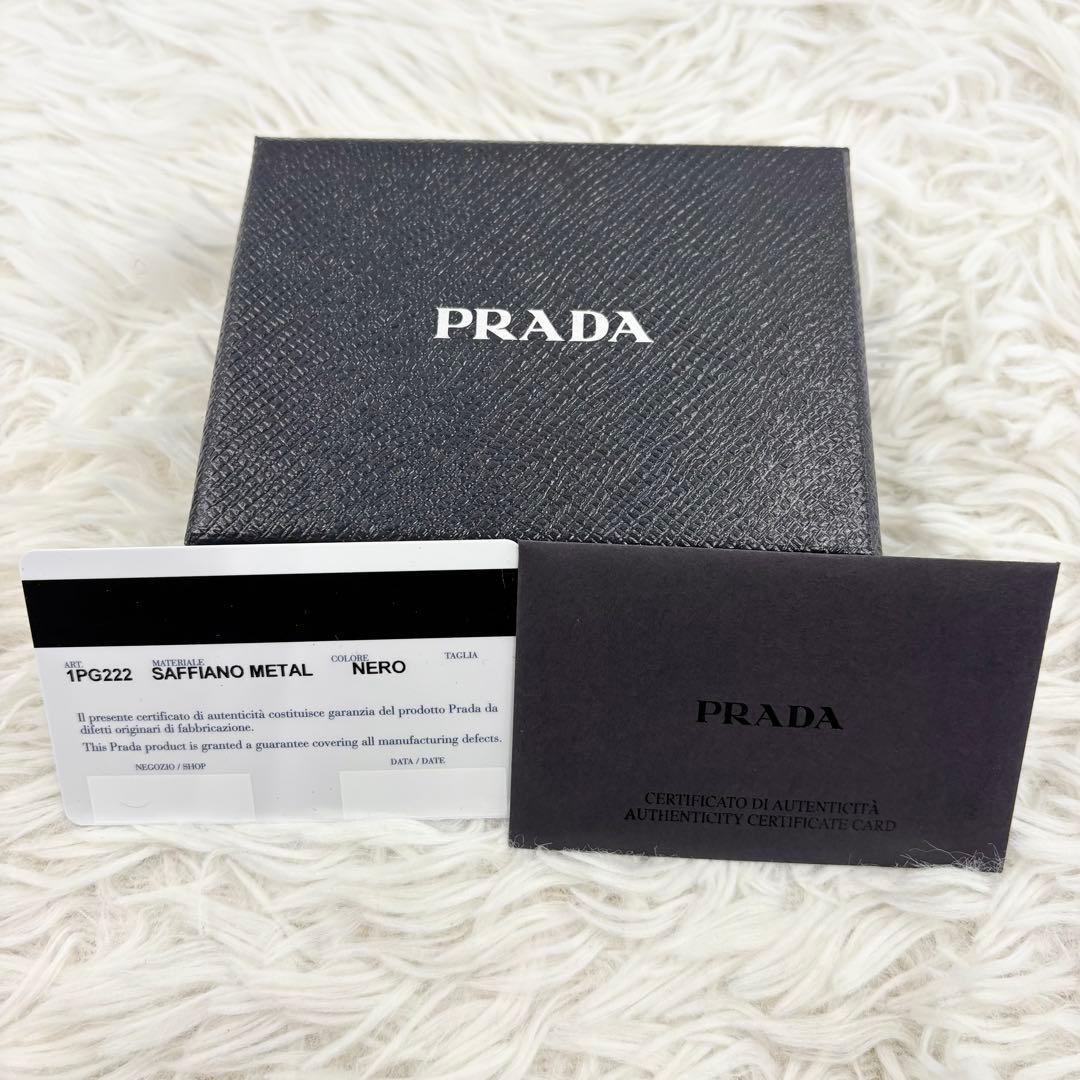 PRADA
ART. MATERIALE COLORE TAGLIA
1PG222 SAFFIANO METAL NERO
Il presente certificato di autenticità costituisce garanzia del prodotto Prada da
difetti originari di fabbricazione.
This Prada product is granted a guarantee covering all manufacturing defects.
NEGOZIO / SHOP DATA / DATE
PRADA
CERTIFICATO DI AUTENTICITÀ
AUTHENTICITY CERTIFICATE CARD